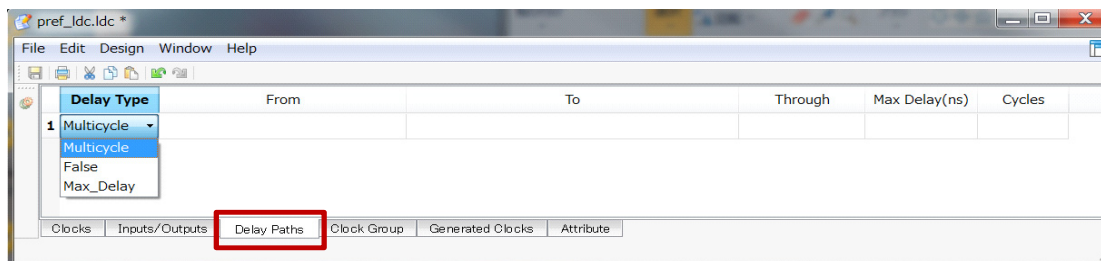 pref_ldc.ldc *
File Edit Design Window Help
Delay Type From To Through Max Delay(ns) Cycles
1 Multicycle
Multicycle
False
Max_Delay
Clocks Inputs/Outputs Delay Paths Clock Group Generated Clocks Attribute